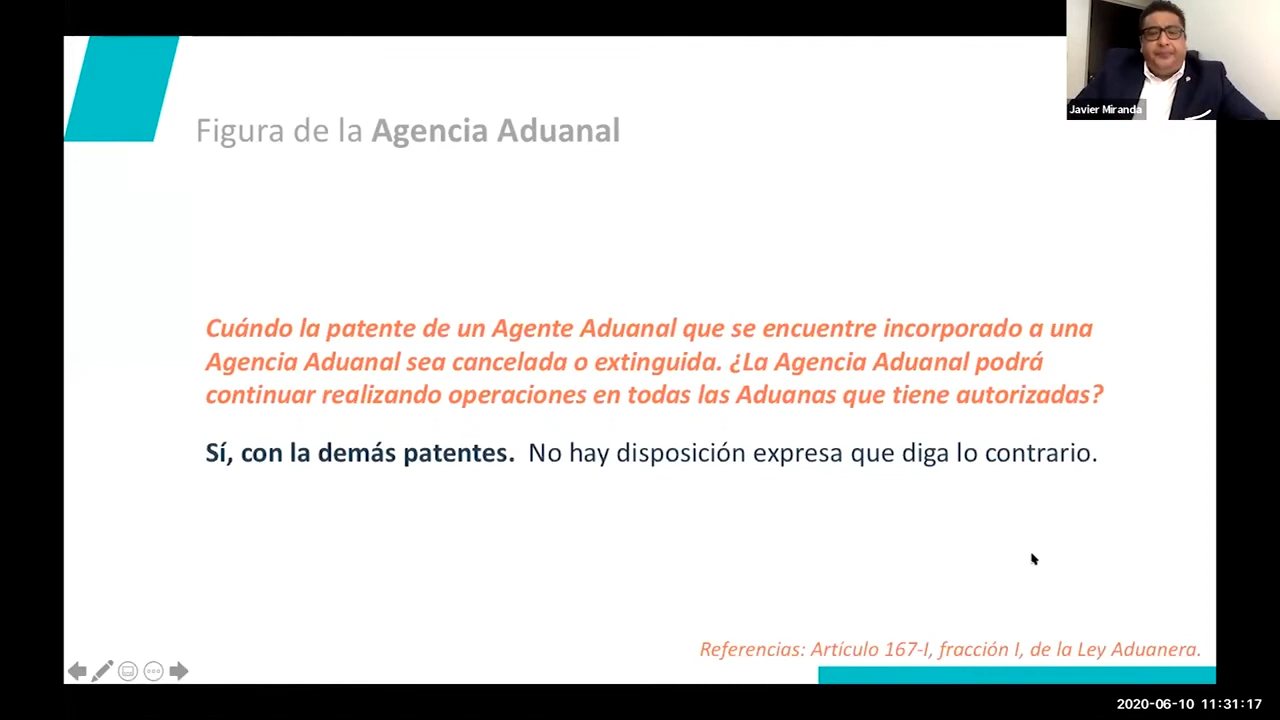 Javier Miranda
Figura de la Agencia Aduanal
Cuándo la patente de un Agente Aduanal que se encuentre incorporado a una
Agencia Aduanal sea cancelada o extinguida. ¿La Agencia Aduanal podrá
continuar realizando operaciones en todas las Aduanas que tiene autorizadas?
Sí, con la demás patentes. No hay disposición expresa que diga lo contrario.
Referencias: Artículo 167-I, fracción I, de la Ley Aduanera.
2020-06-10 11:31:17